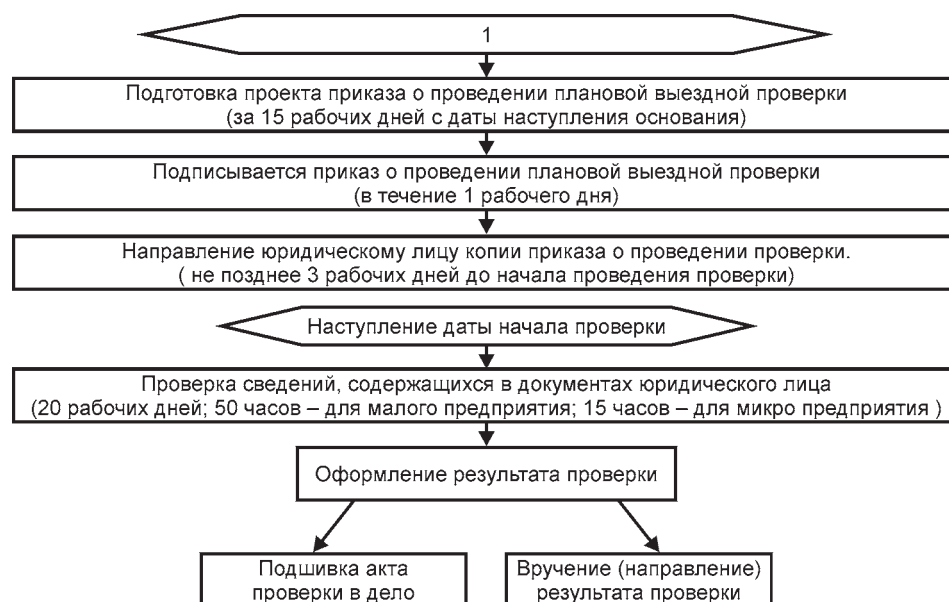 1
Подготовка проекта приказа о проведении плановой выездной проверки
(за 15 рабочих дней с даты наступления основания)
Подписывается приказ о проведении плановой выездной проверки
(в течение 1 рабочего дня)
Направление юридическому лицу копии приказа о проведении проверки.
( не позднее 3 рабочих дней до начала проведения проверки)
Наступление даты начала проверки
Проверка сведений, содержащихся в документах юридического лица
(20 рабочих дней; 50 часов – для малого предприятия; 15 часов – для микро предприятия )
Оформление результата проверки
Подшивка акта
проверки в дело
Вручение (направление)
результата проверки